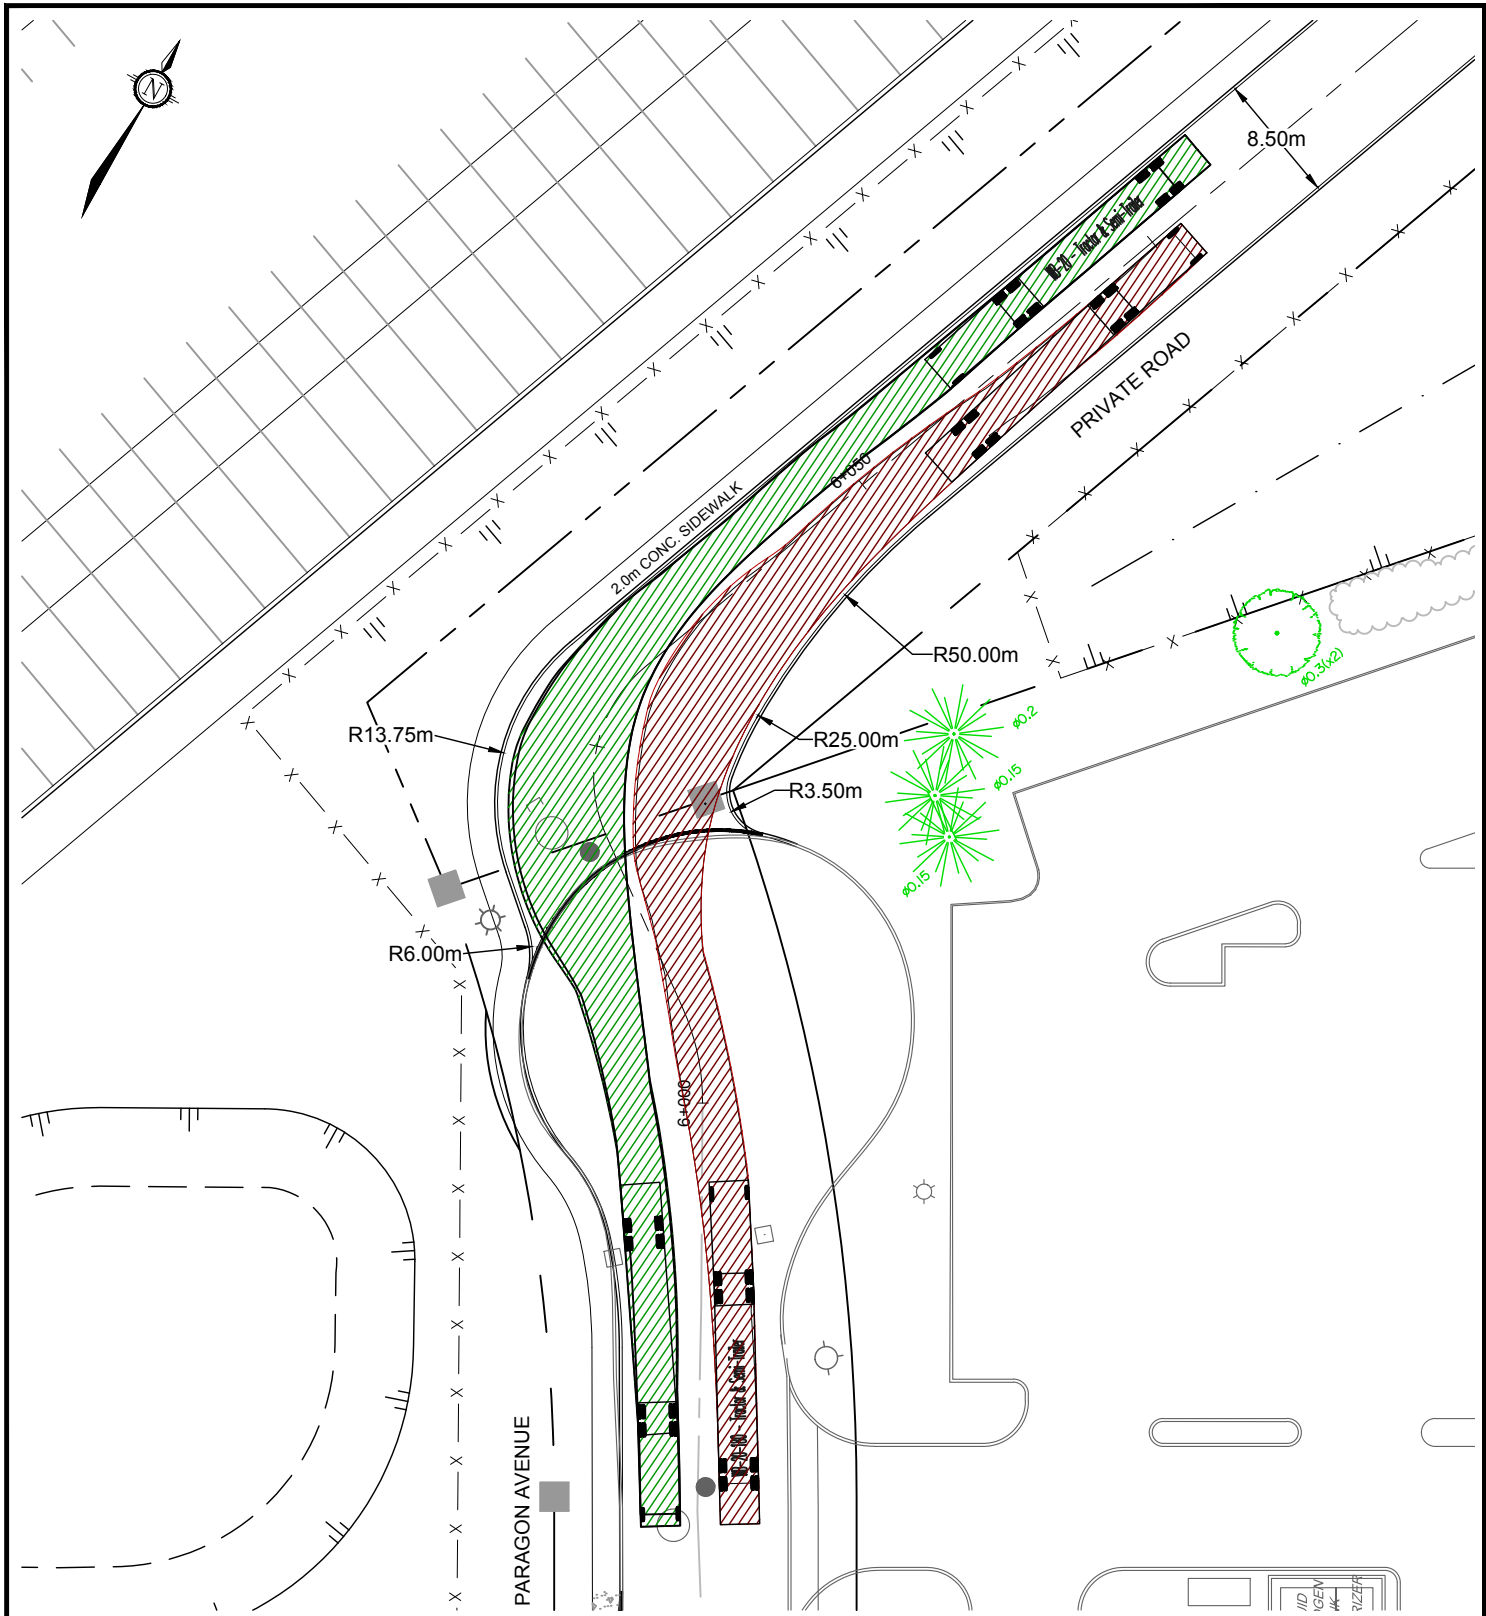 N
8.50m
WB-20 - Tractor & Semi-Trailer
PRIVATE ROAD
6+050
2.0m CONC. SIDEWALK
R50.00m
ø0.3(x2)
ø0.2
R13.75m
R25.00m
ø0.15
R3.50m
ø0.15
R6.00m
6+000
WB-20-180 - Tractor & Semi-Trailer
PARAGON AVENUE